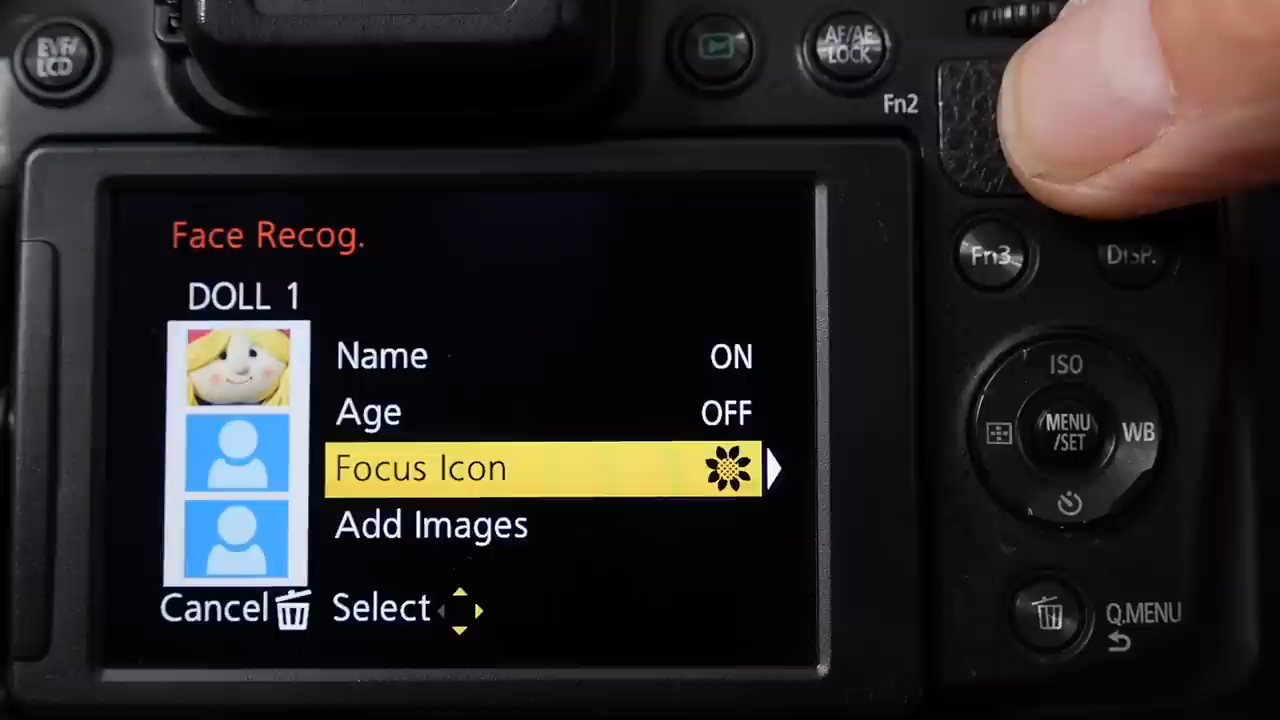 EVF/
LCD
AF/AE
LOCK
Fn2
Face Recog.
DOLL 1
Name ON
Age OFF
Focus Icon
Add Images
Cancel Select
Fn3
DISP.
ISO
MENU
/SET
WB
Q.MENU